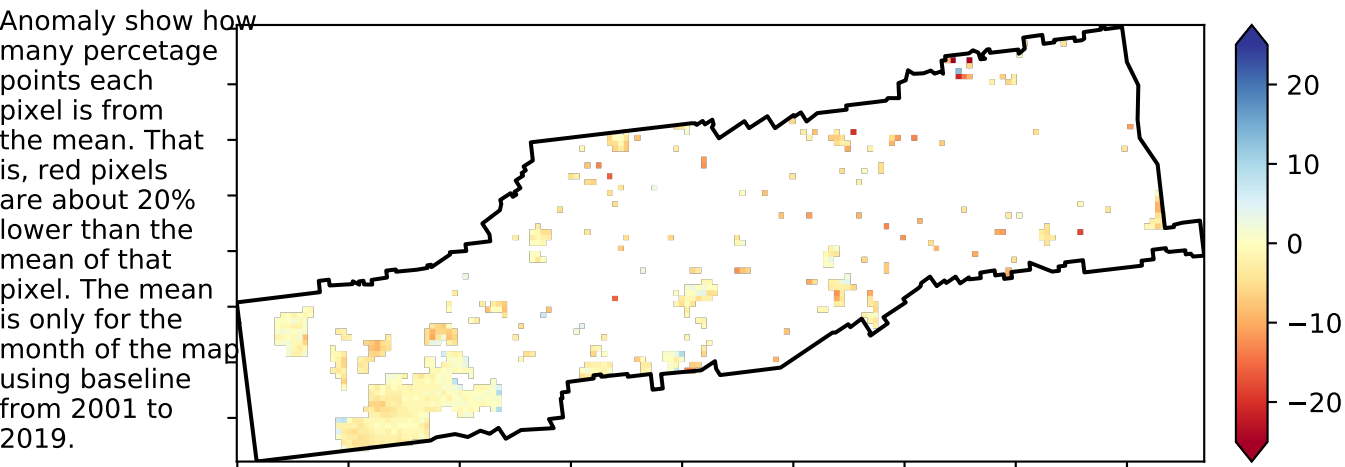 Anomaly show how
many percetage
points each
pixel is from
the mean. That
is, red pixels
are about 20%
lower than the
mean of that
pixel. The mean
is only for the
month of the map
using baseline
from 2001 to
2019.
20
10
0
−10
−20